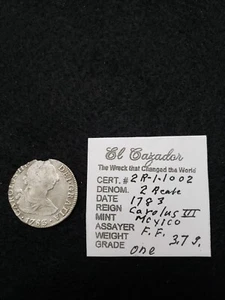 El Cazador
The Wreck that Changed the World
CERT. # 2R-1-1002
DENOM. 2 Reale
DATE 1783
REIGN Carolus III
MINT Mexico
ASSAYER F.F.
WEIGHT 3.7 g.
GRADE one
1783